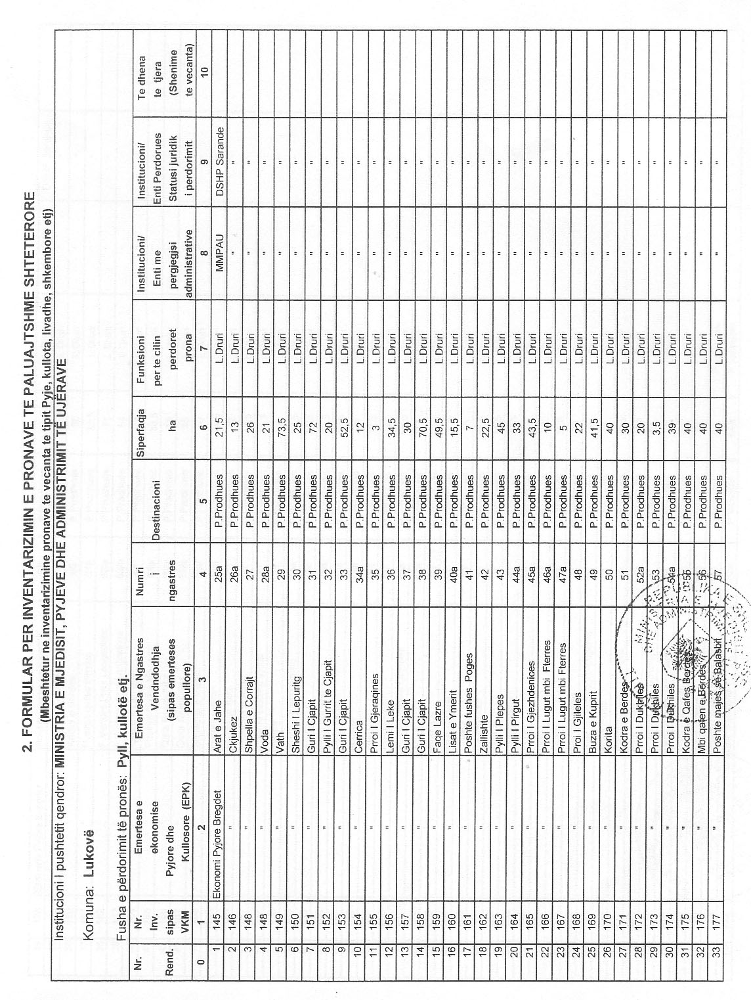 2. FORMULAR PER INVENTARIZIMIN E PRONAVE TE PALUAJTSHME SHTETERORE
(Mbeshtetur ne inventarizimine pronave te vecanta te tipit Pyje, kullota, livadhe, shkembore etj)
Institucioni I pushtetit qendror: MINISTRIA E MJEDISIT, PYJEVE DHE ADMINISTRIMIT TË UJËRAVE
Komuna: Lukovë
Fusha e përdorimit të pronës: Pyll, kullotë etj.
Nr. Rend. | Nr. Inv. sipas VKM | Emertesa e ekonomise Pyjore dhe Kullosore (EPK) | Emertesa e Ngastres Vendndodhja (sipas emerteses popullore) | Numri i ngastres | Destinacioni | Siperfaqja ha | Funksioni per te cilin perdoret prona | Institucioni/ Enti me pergjegjsi administrative | Institucioni/ Enti Perdorues Statusi juridik i perdorimit | Te dhena te tjera (Shenime te vecanta)
0 | 1 | 2 | 3 | 4 | 5 | 6 | 7 | 8 | 9 | 10
1 | 145 | Ekonomi Pyjore Bregdet | Arat e Jahe | 25a | P.Prodhues | 21,5 | L.Druri | MMPAU | DSHP Sarande
2 | 146 | " | Ckjukez | 26a | P.Prodhues | 13 | L.Druri | " | "
3 | 148 | " | Shpella e Corrajt | 27 | P.Prodhues | 26 | L.Druri | " | "
4 | 148 | " | Voda | 28a | P.Prodhues | 21 | L.Druri | " | "
5 | 149 | " | Vath | 29 | P.Prodhues | 73,5 | L.Druri | " | "
6 | 150 | " | Sheshi I Lepuritg | 30 | P.Prodhues | 25 | L.Druri | " | "
7 | 151 | " | Guri I Cjapit | 31 | P.Prodhues | 72 | L.Druri | " | "
8 | 152 | " | Pylli I Gurrit te Cjapit | 32 | P.Prodhues | 20 | L.Druri | " | "
9 | 153 | " | Guri I Cjapit | 33 | P.Prodhues | 52,5 | L.Druri | " | "
10 | 154 | " | Cerrica | 34a | P.Prodhues | 12 | L.Druri | " | "
11 | 155 | " | Prroi I Gjeraqines | 35 | P.Prodhues | 3 | L.Druri | " | "
12 | 156 | " | Lemi I Leke | 36 | P.Prodhues | 34,5 | L.Druri | " | "
13 | 157 | " | Guri I Cjapit | 37 | P.Prodhues | 30 | L.Druri | " | "
14 | 158 | " | Guri I Cjapit | 38 | P.Prodhues | 70,5 | L.Druri | " | "
15 | 159 | " | Faqe Lazre | 39 | P.Prodhues | 49,5 | L.Druri | " | "
16 | 160 | " | Lisat e Ymerit | 40a | P.Prodhues | 15,5 | L.Druri | " | "
17 | 161 | " | Poshte fushes Poges | 41 | P.Prodhues | 7 | L.Druri | " | "
18 | 162 | " | Zallishte | 42 | P.Prodhues | 22,5 | L.Druri | " | "
19 | 163 | " | Pylli I Plepes | 43 | P.Prodhues | 45 | L.Druri | " | "
20 | 164 | " | Pylli I Pirgut | 44a | P.Prodhues | 33 | L.Druri | " | "
21 | 165 | " | Prroi I Gjezhdenices | 45a | P.Prodhues | 43,5 | L.Druri | " | "
22 | 166 | " | Prroi I Lugut mbi Fterres | 46a | P.Prodhues | 10 | L.Druri | " | "
23 | 167 | " | Prroi I Lugut mbi Fterres | 47a | P.Prodhues | 5 | L.Druri | " | "
24 | 168 | " | Proi I Gjileles | 48 | P.Prodhues | 22 | L.Druri | " | "
25 | 169 | " | Buza e Kuprit | 49 | P.Prodhues | 41,5 | L.Druri | " | "
26 | 170 | " | Korita | 50 | P.Prodhues | 40 | L.Druri | " | "
27 | 171 | " | Kodra e Berdes | 51 | P.Prodhues | 30 | L.Druri | " | "
28 | 172 | " | Prroi I Dukhiles | 52a | P.Prodhues | 20 | L.Druri | " | "
29 | 173 | " | Prroi I Dukhiles | 53 | P.Prodhues | 3,5 | L.Druri | " | "
30 | 174 | " | Prroi I Dukhiles | 54a | P.Prodhues | 39 | L.Druri | " | "
31 | 175 | " | Kodra e Qafes Berdes | 55 | P.Prodhues | 40 | L.Druri | " | "
32 | 176 | " | Mbi qafen e Berdes | 56 | P.Prodhues | 40 | L.Druri | " | "
33 | 177 | " | Poshte majes se Balashit | 57 | P.Prodhues | 40 | L.Druri | " | "
REPUBLIKA E
MINISTRIA E MJEDISIT
DHE ADMINISTRIMIT